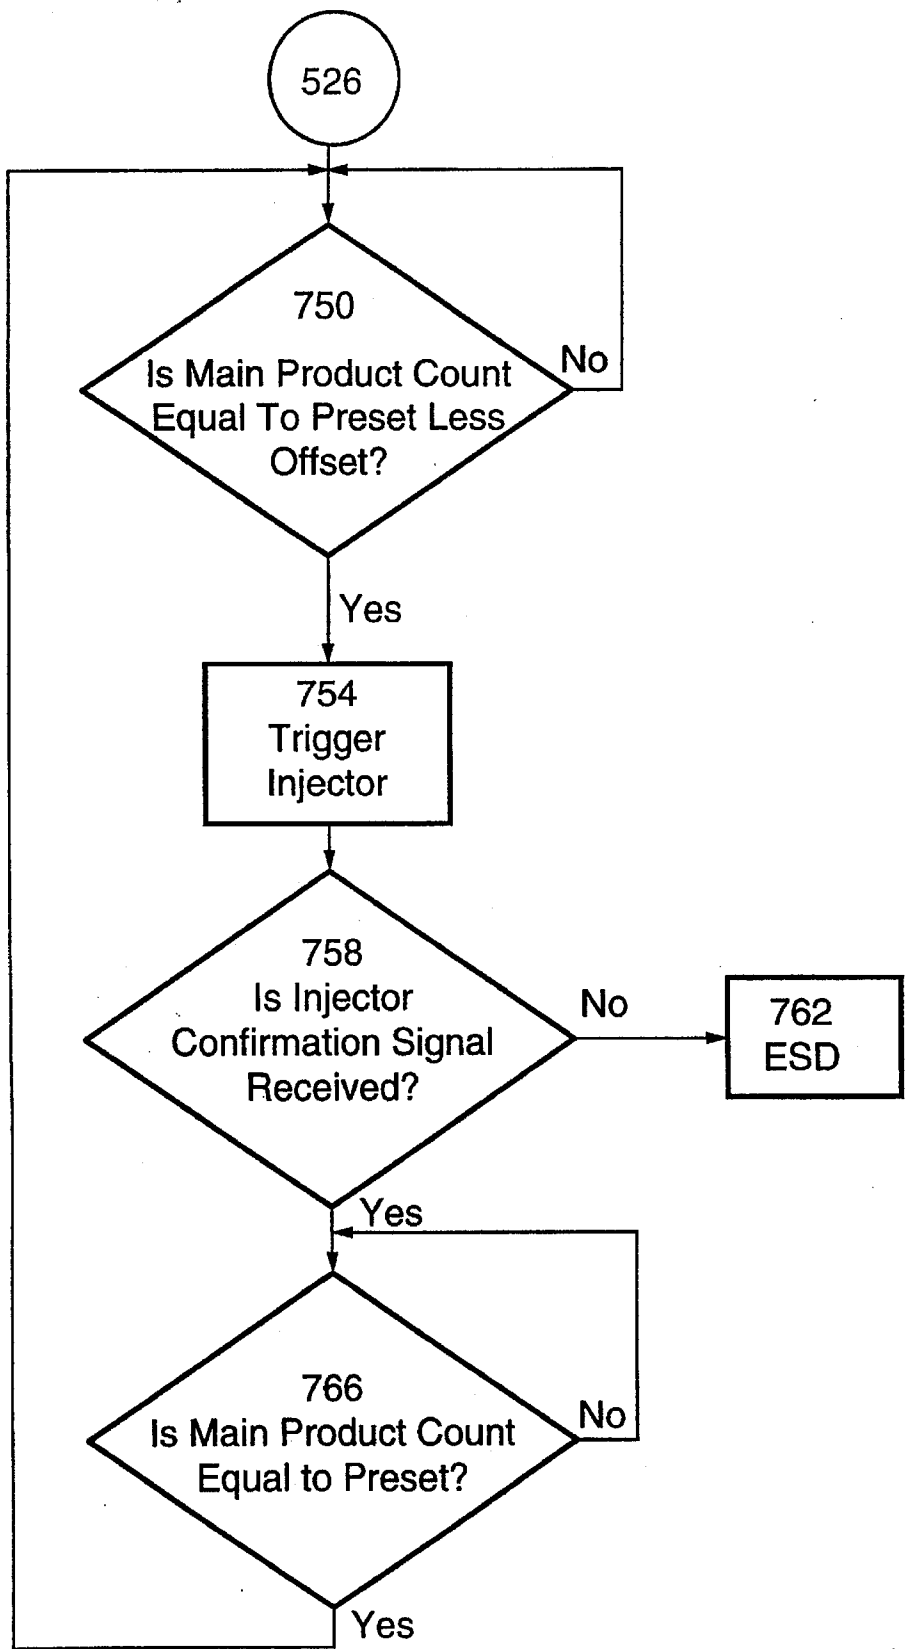 526
750
Is Main Product Count
Equal To Preset Less
Offset?
No
Yes
754
Trigger
Injector
758
Is Injector
Confirmation Signal
Received?
No
762
ESD
Yes
766
Is Main Product Count
Equal to Preset?
No
Yes